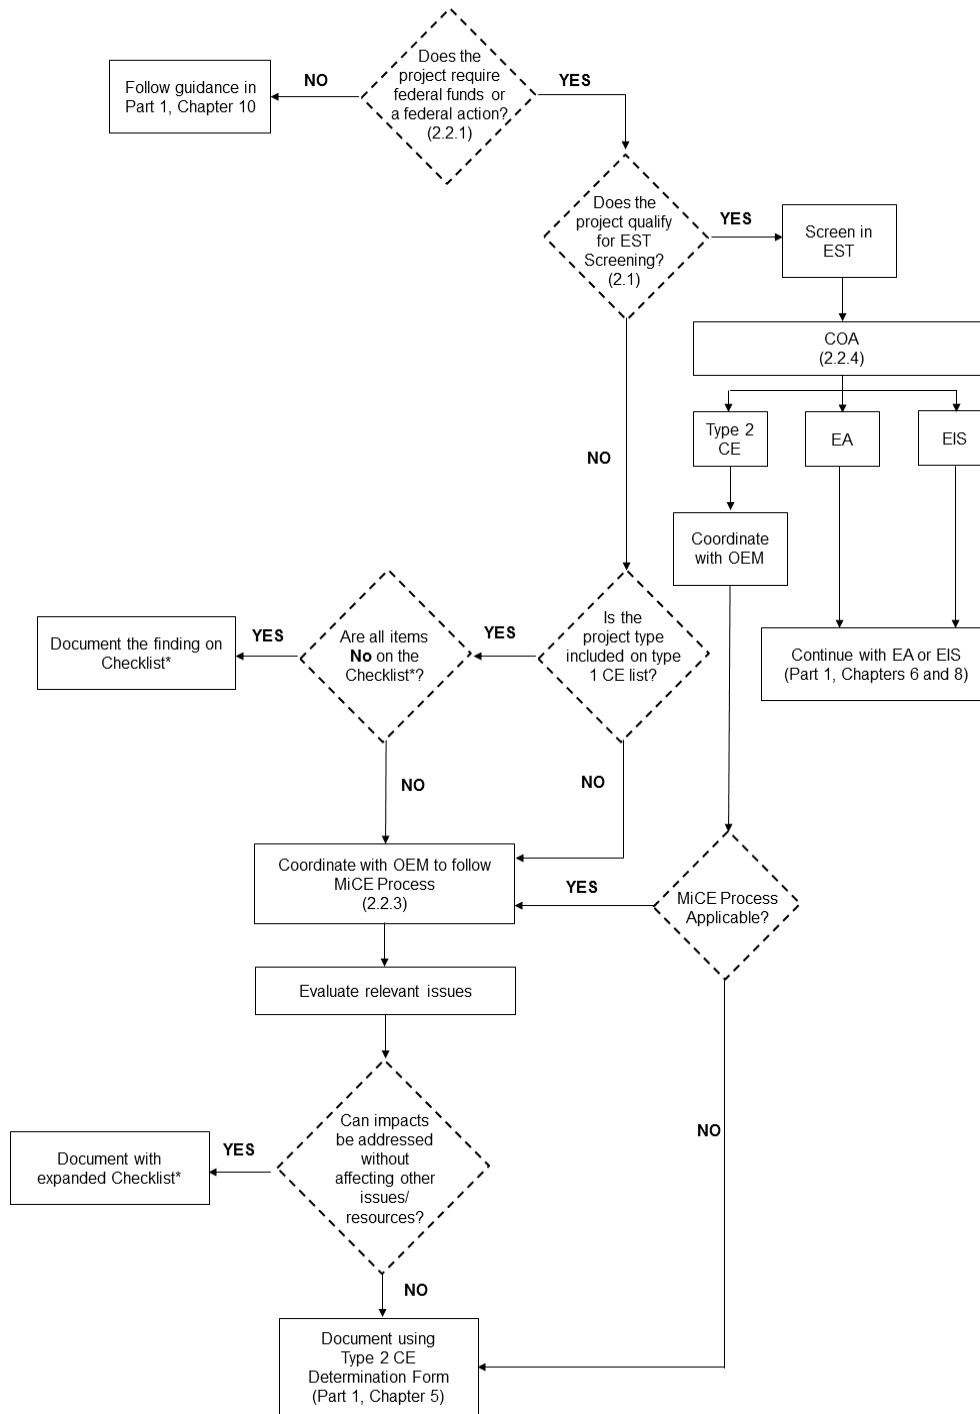 Does the
project require
federal funds or
a federal action?
(2.2.1)
NO
YES
Follow guidance in
Part 1, Chapter 10
Does the
project qualify
for EST
Screening?
(2.1)
YES
Screen in
EST
COA
(2.2.4)
Type 2
CE
EA
EIS
NO
Coordinate
with OEM
Is the
project type
included on type
1 CE list?
YES
Are all items
No on the
Checklist*?
YES
Document the finding on
Checklist*
Continue with EA or EIS
(Part 1, Chapters 6 and 8)
NO
NO
Coordinate with OEM to follow
MiCE Process
(2.2.3)
YES
MiCE Process
Applicable?
Evaluate relevant issues
Can impacts
be addressed
without
affecting other
issues/
resources?
YES
Document with
expanded Checklist*
NO
NO
Document using
Type 2 CE
Determination Form
(Part 1, Chapter 5)